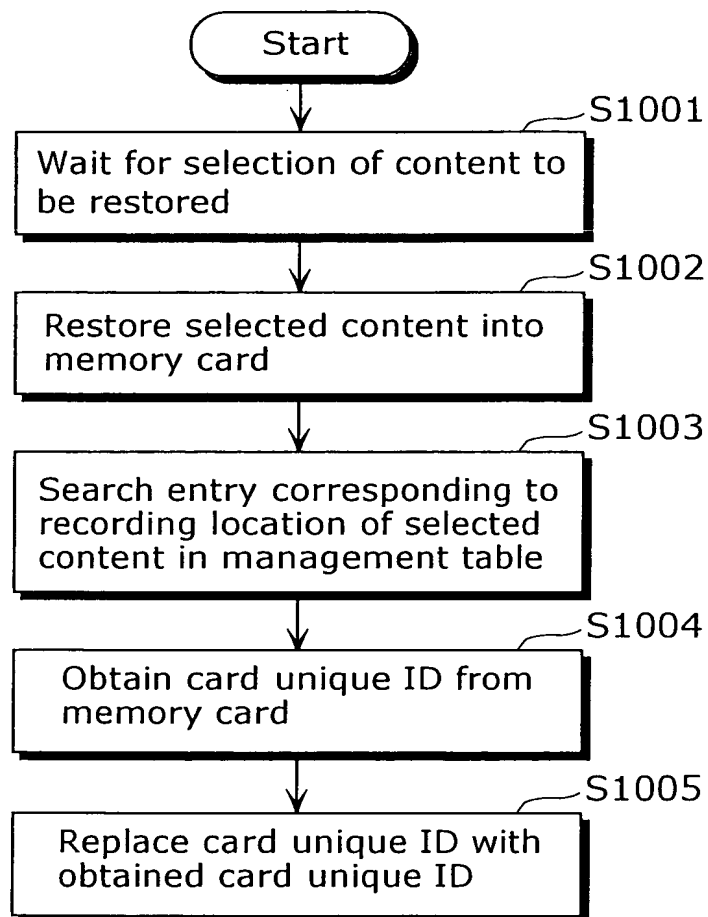 Start
S1001
Wait for selection of content to
be restored
S1002
Restore selected content into
memory card
S1003
Search entry corresponding to
recording location of selected
content in management table
S1004
Obtain card unique ID from
memory card
S1005
Replace card unique ID with
obtained card unique ID